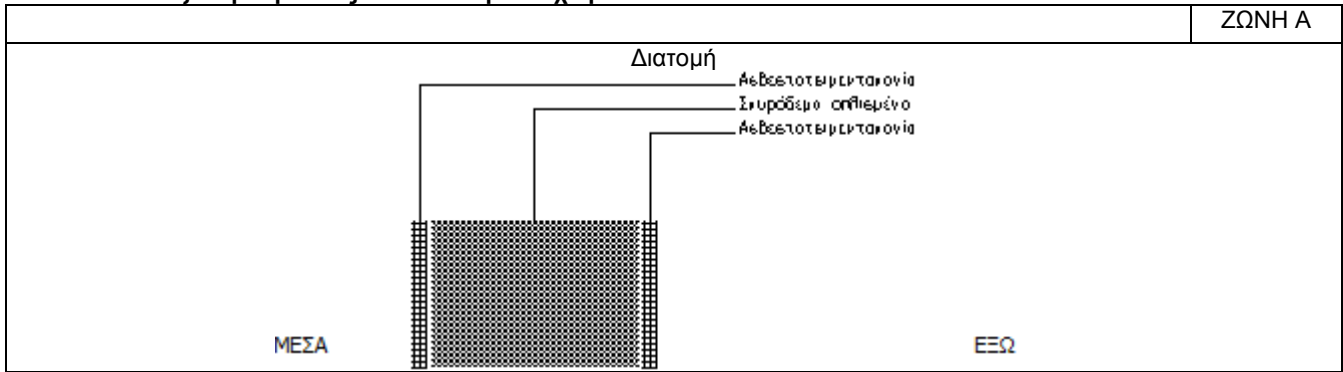 ΖΩΝΗ Α
Διατομή
Ασβεστοτσιμεντοκονία
Σκυρόδεμα οπλισμένο
Ασβεστοτσιμεντοκονία
ΜΕΣΑ
ΕΞΩ